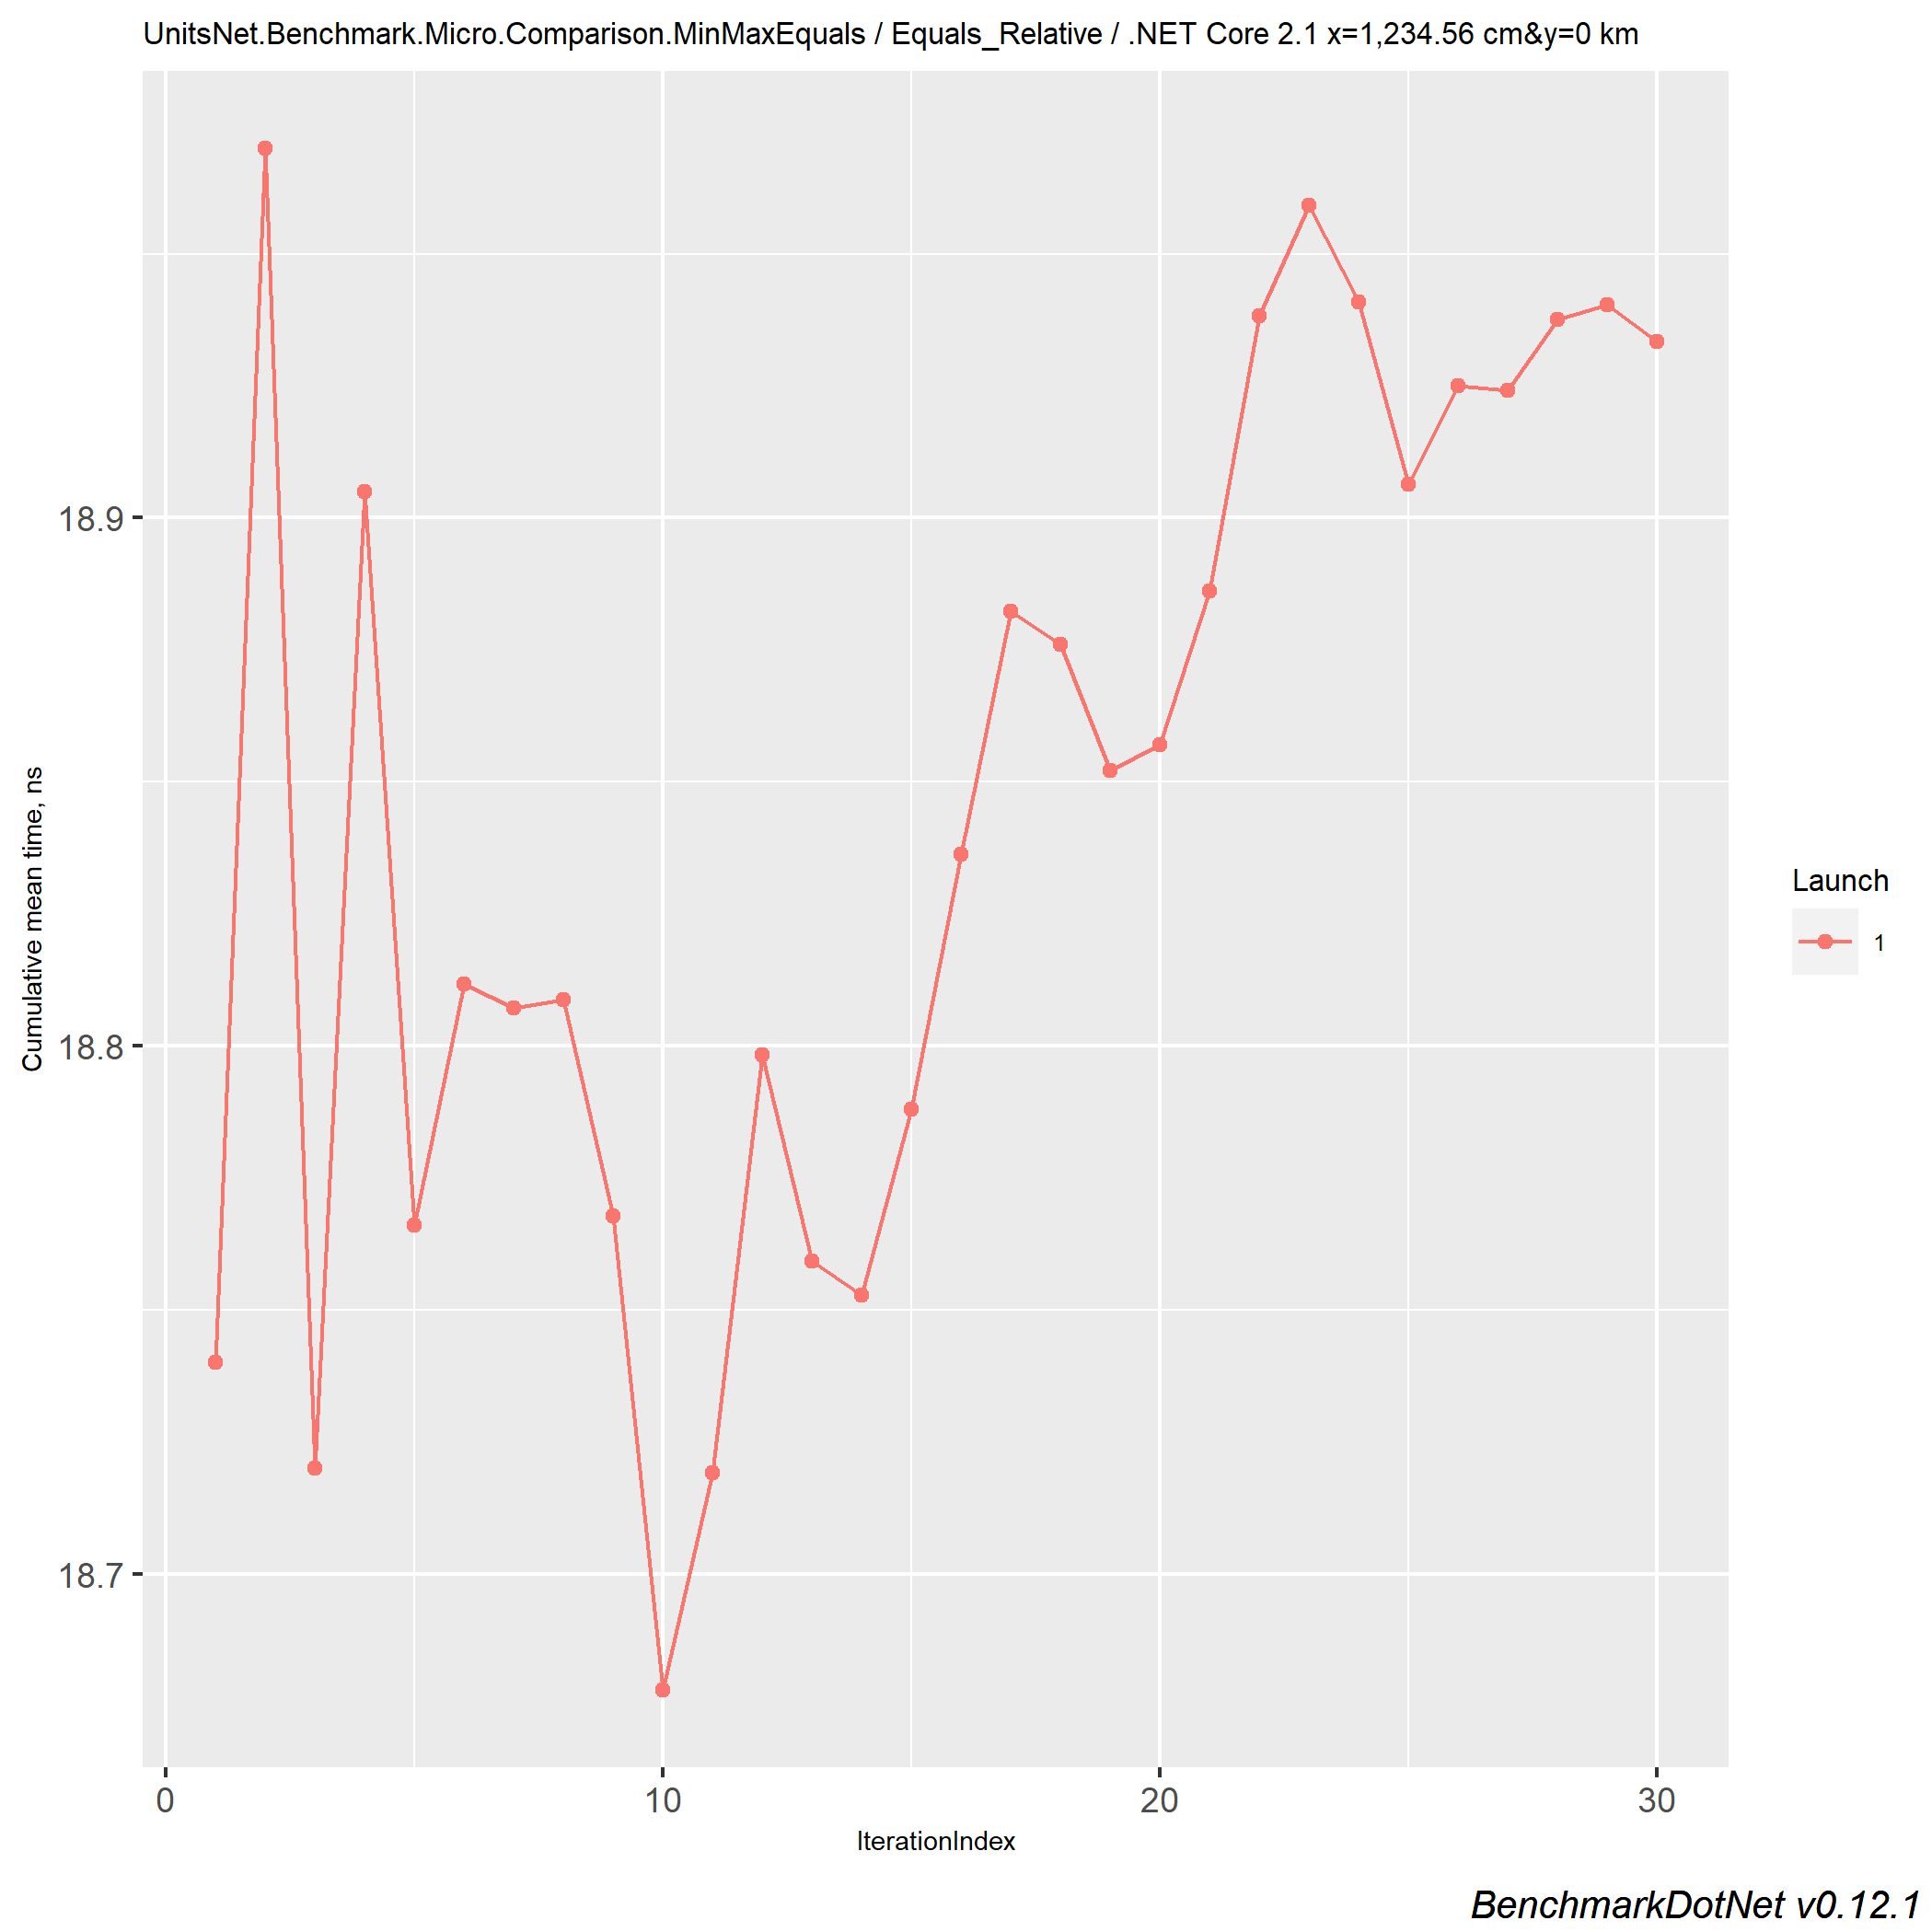 UnitsNet.Benchmark.Micro.Comparison.MinMaxEquals / Equals_Relative / .NET Core 2.1 x=1,234.56 cm&y=0 km
Cumulative mean time, ns
18.9
18.8
18.7
0 10 20 30
IterationIndex
Launch
1
BenchmarkDotNet v0.12.1